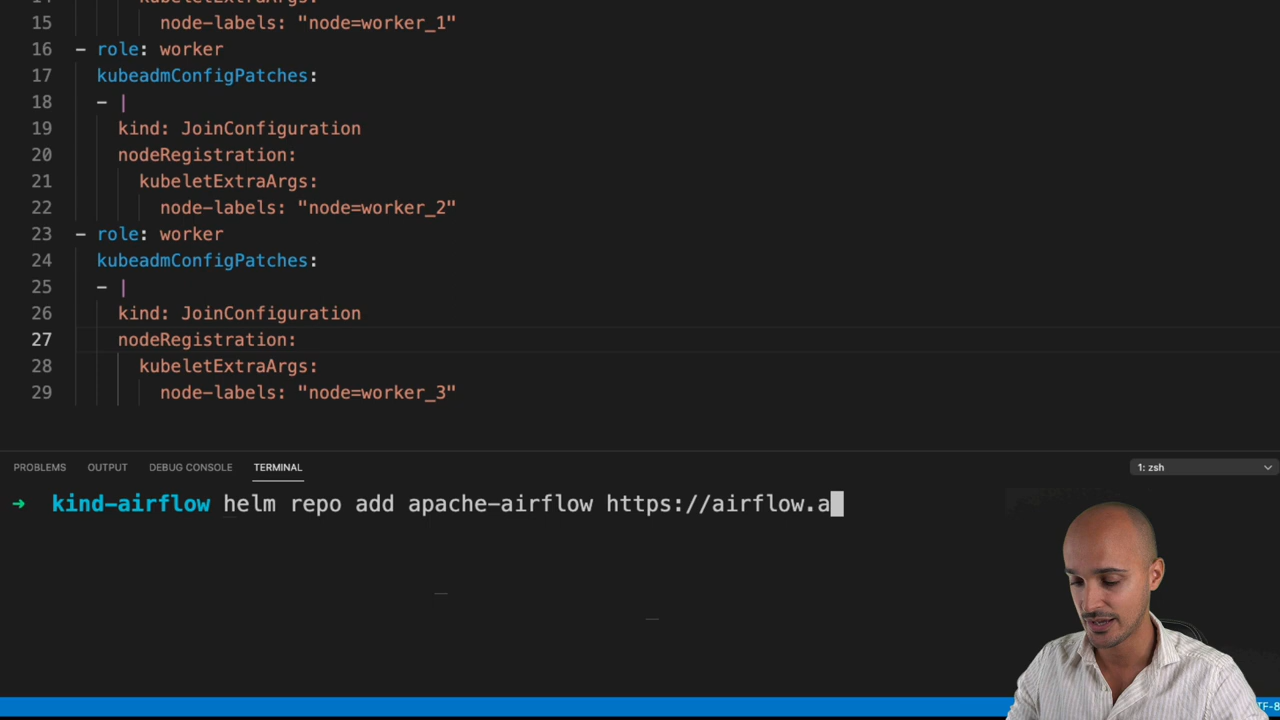 kubeletExtraArgs:
15 node-labels: "node=worker_1"
16 - role: worker
17 kubeadmConfigPatches:
18 - |
19 kind: JoinConfiguration
20 nodeRegistration:
21 kubeletExtraArgs:
22 node-labels: "node=worker_2"
23 - role: worker
24 kubeadmConfigPatches:
25 - |
26 kind: JoinConfiguration
27 nodeRegistration:
28 kubeletExtraArgs:
29 node-labels: "node=worker_3"
PROBLEMS OUTPUT DEBUG CONSOLE TERMINAL 1: zsh
➜ kind-airflow helm repo add apache-airflow https://airflow.a